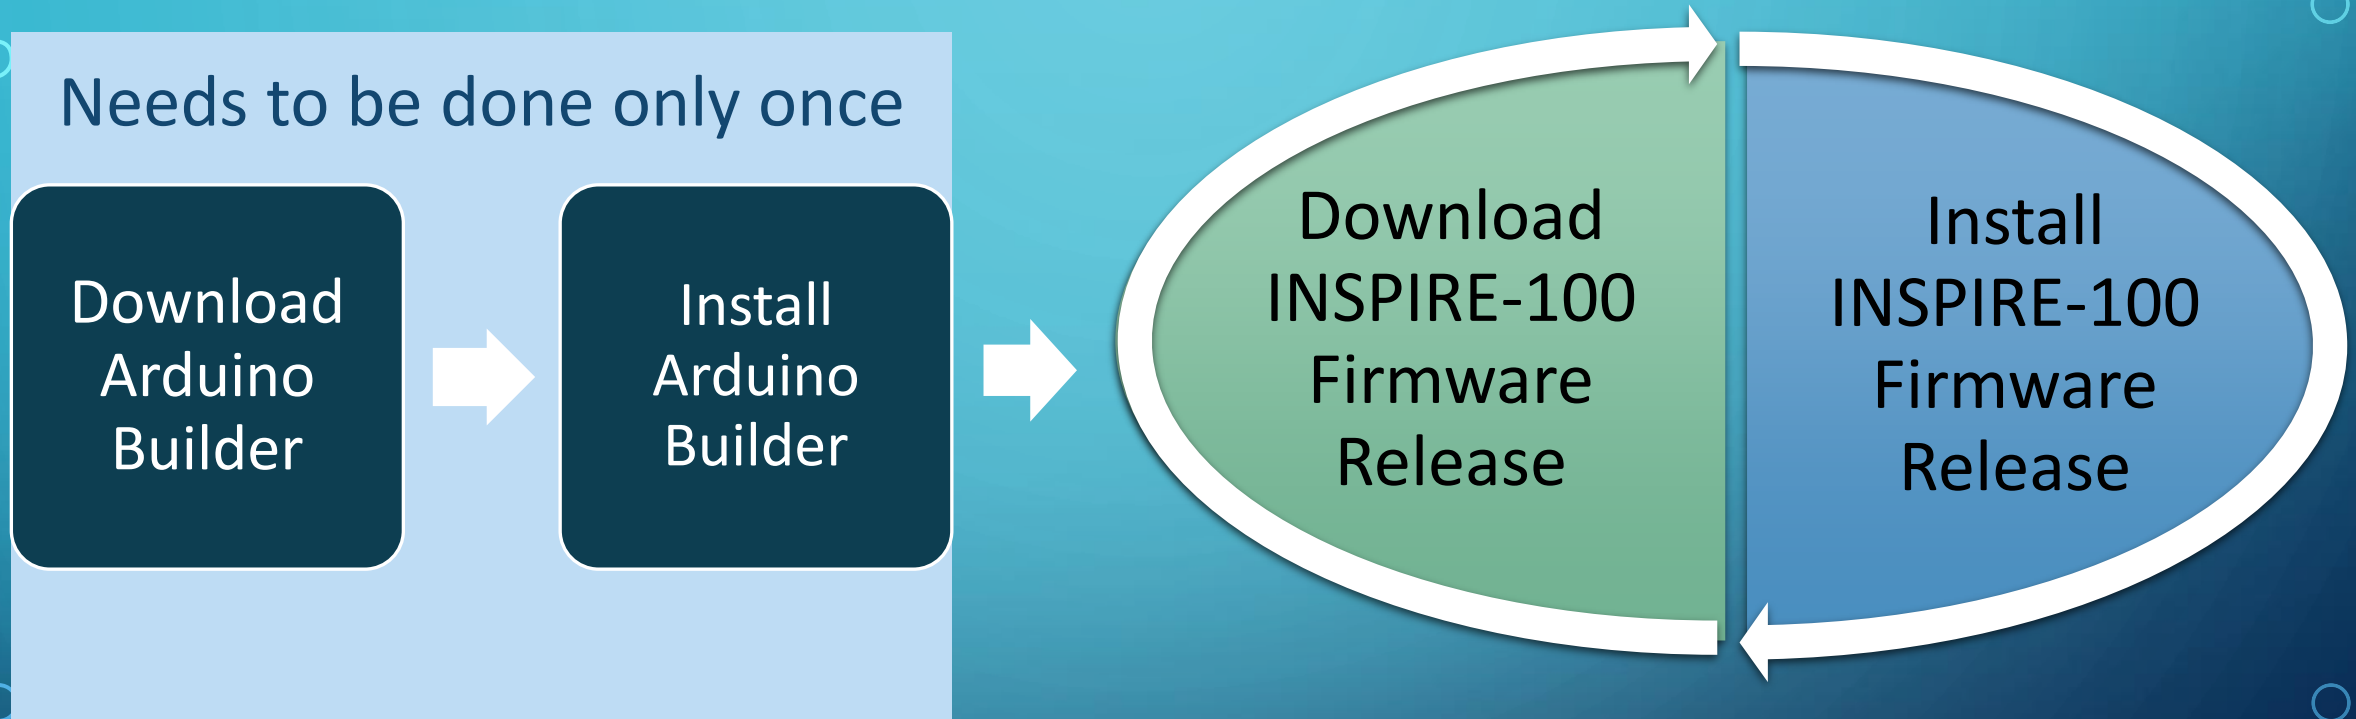 Needs to be done only once
Download
Arduino
Builder
Install
Arduino
Builder
Download
INSPIRE-100
Firmware
Release
Install
INSPIRE-100
Firmware
Release